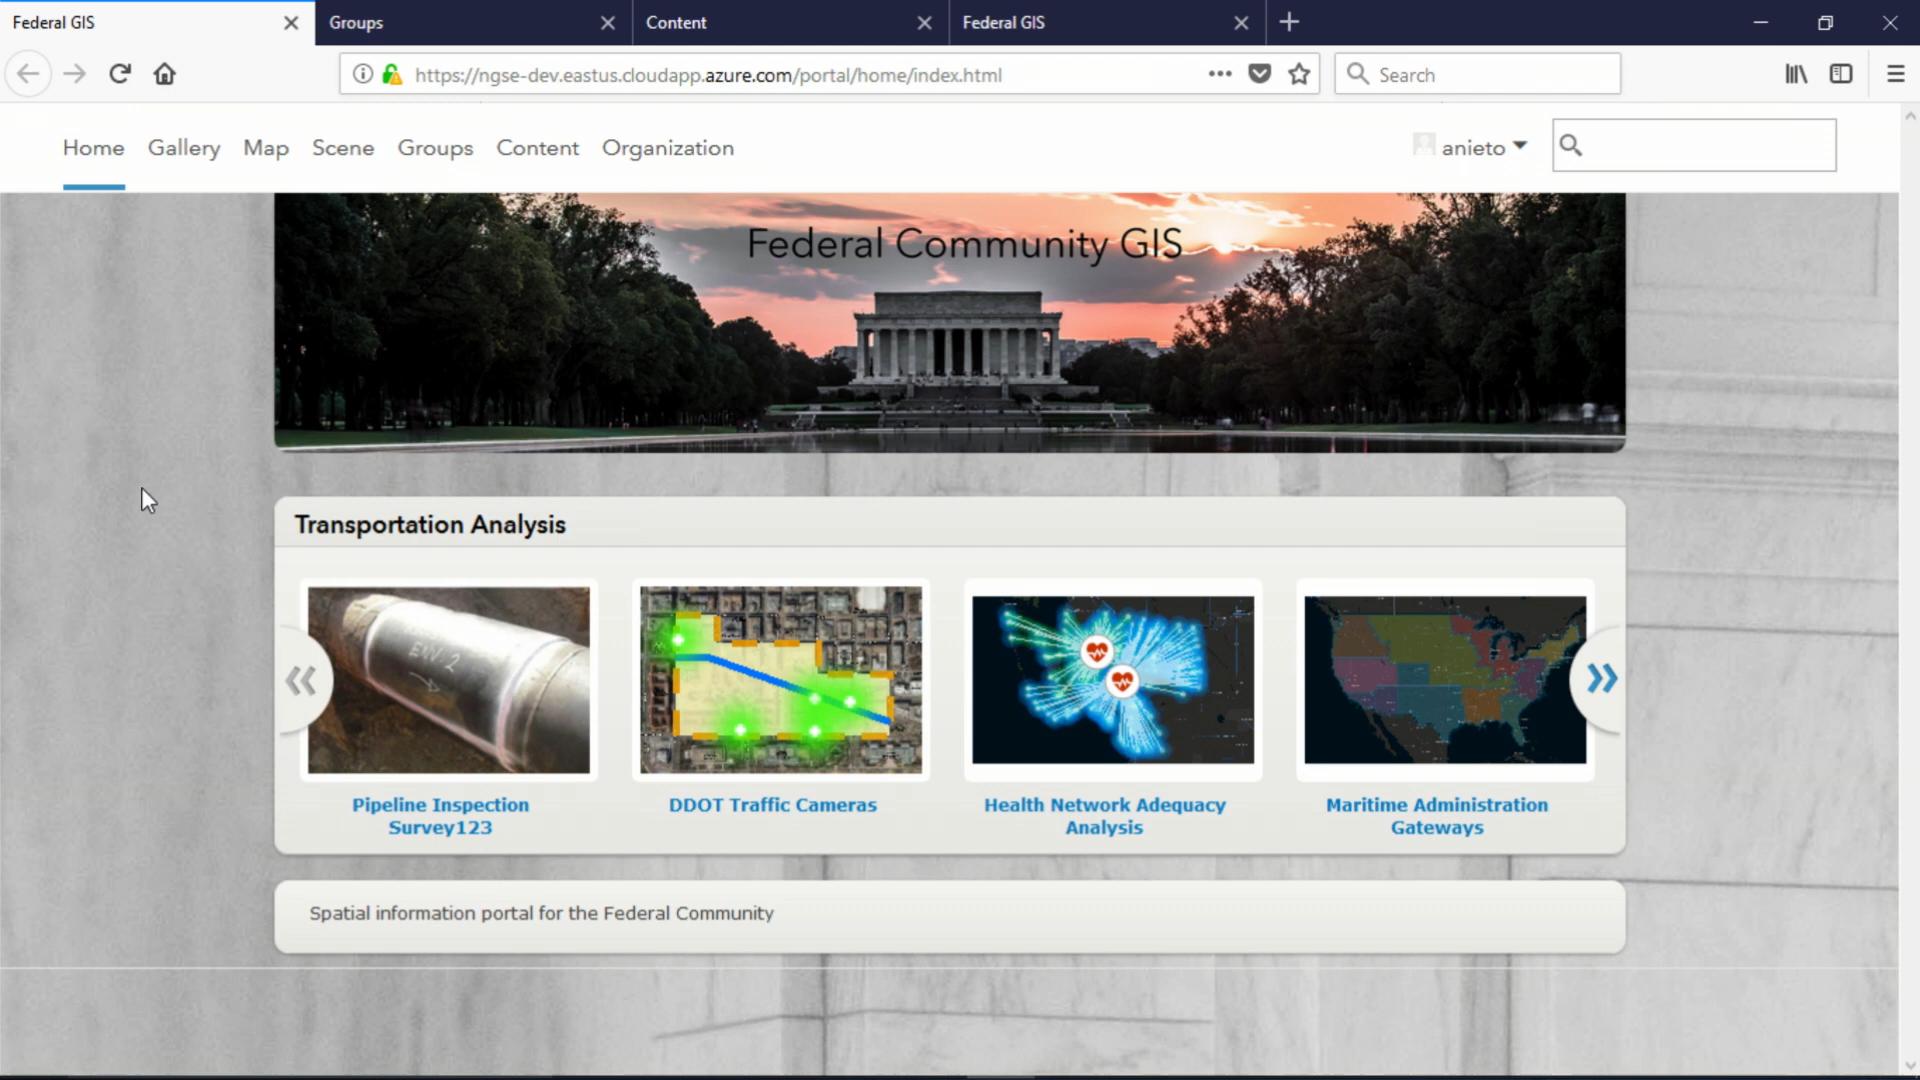 Federal GIS
Groups
Content
Federal GIS
https://ngse-dev.eastus.cloudapp.azure.com/portal/home/index.html
Search
Home
Gallery
Map
Scene
Groups
Content
Organization
anieto
Federal Community GIS
Transportation Analysis
ENV-2
Pipeline Inspection
Survey123
DDOT Traffic Cameras
Health Network Adequacy
Analysis
Maritime Administration
Gateways
Spatial information portal for the Federal Community